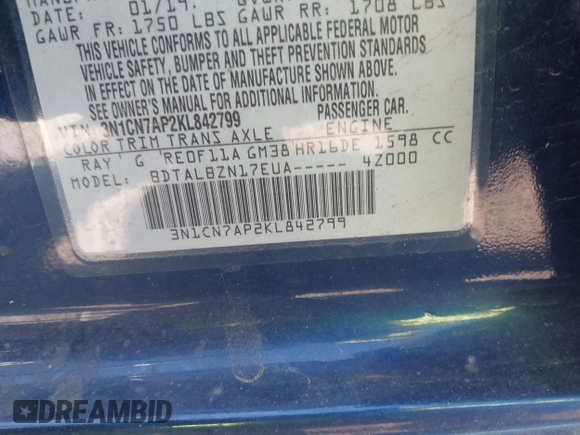 DATE: 01/19
GAWR FR: 1750 LBS GAWR RR: 1708 LBS
THIS VEHICLE CONFORMS TO ALL APPLICABLE FEDERAL MOTOR
VEHICLE SAFETY, BUMPER AND THEFT PREVENTION STANDARDS
IN EFFECT ON THE DATE OF MANUFACTURE SHOWN ABOVE.
SEE OWNER'S MANUAL FOR ADDITIONAL INFORMATION.
VIN: 3N1CN7AP2KL842799 PASSENGER CAR.
COLOR TRIM TRANS AXLE ENGINE
RAY G RE0F11A GM38 HR16DE 1598 CC
MODEL: BDTALBZN17EUA----- 4Z000
3N1CN7AP2KL842799
DREAMBID